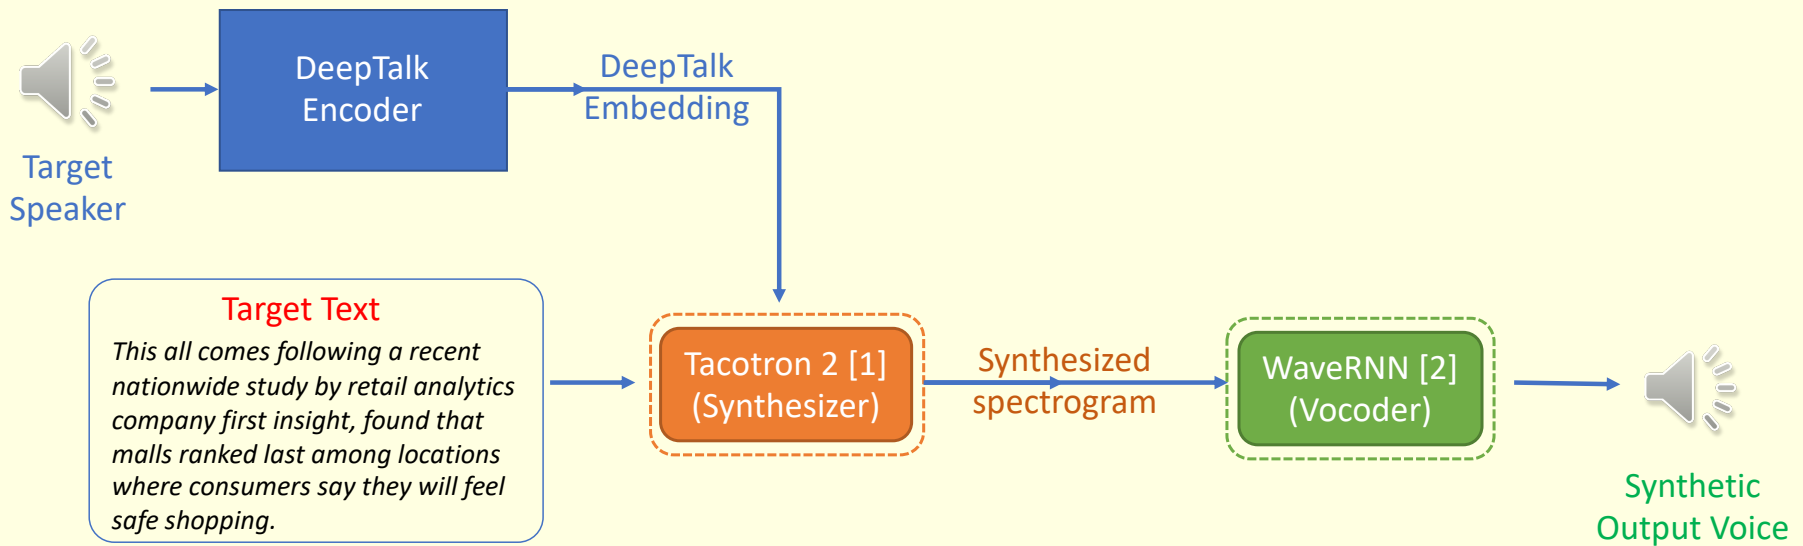 DeepTalk
Encoder
DeepTalk
Embedding
Target
Speaker
Target Text
This all comes following a recent
nationwide study by retail analytics
company first insight, found that
malls ranked last among locations
where consumers say they will feel
safe shopping.
Tacotron 2 [1]
(Synthesizer)
Synthesized
spectrogram
WaveRNN [2]
(Vocoder)
Synthetic
Output Voice